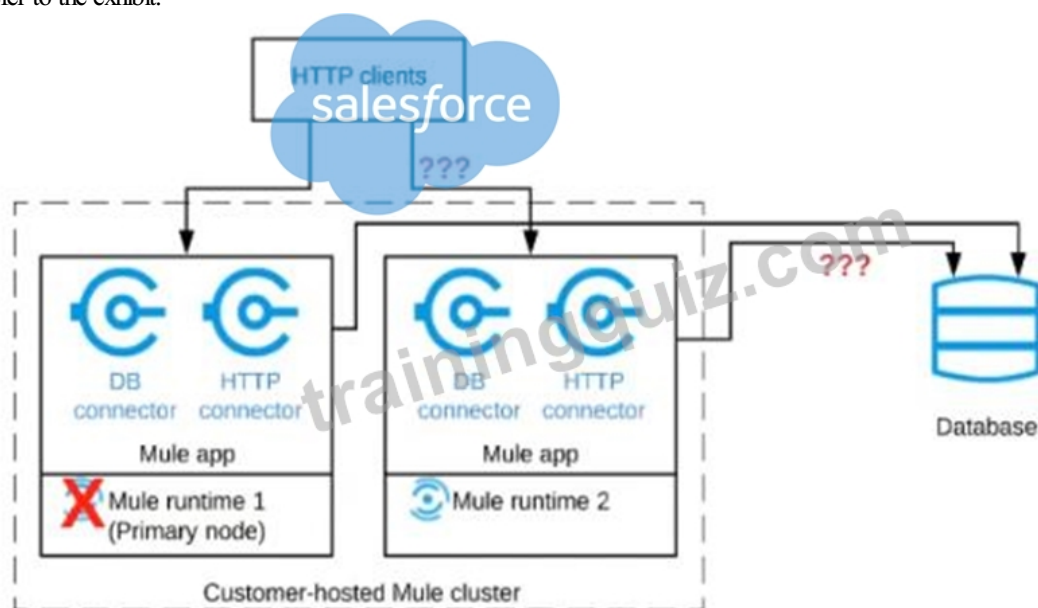 HTTP clients
salesforce
???
???
DB
connector
HTTP
connector
DB
connector
HTTP
connector
Mule app
Mule app
Database
Mule runtime 1
(Primary node)
Mule runtime 2
Customer-hosted Mule cluster
trainingquiz.com